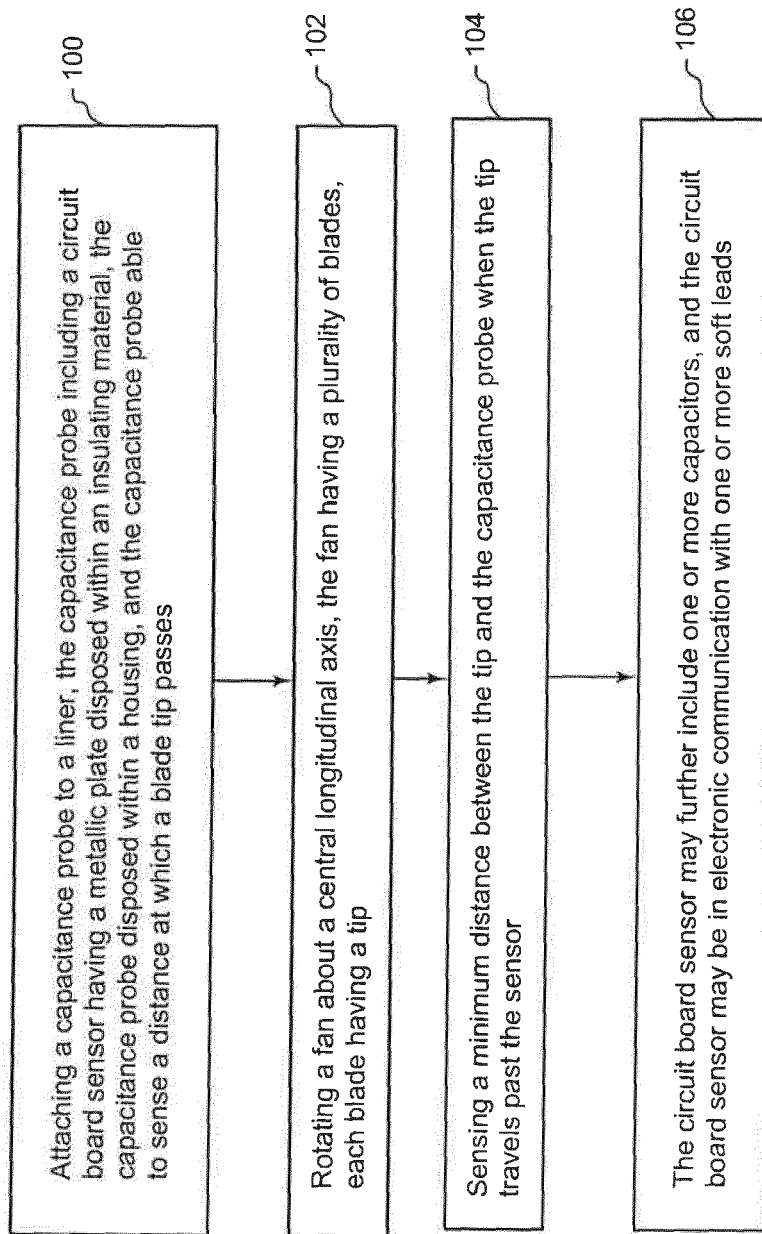 100
Attaching a capacitance probe to a liner, the capacitance probe including a circuit
board sensor having a metallic plate disposed within an insulating material, the
capacitance probe disposed within a housing, and the capacitance probe able
to sense a distance at which a blade tip passes
102
Rotating a fan about a central longitudinal axis, the fan having a plurality of blades,
each blade having a tip
104
Sensing a minimum distance between the tip and the capacitance probe when the tip
travels past the sensor
106
The circuit board sensor may further include one or more capacitors, and the circuit
board sensor may be in electronic communication with one or more soft leads